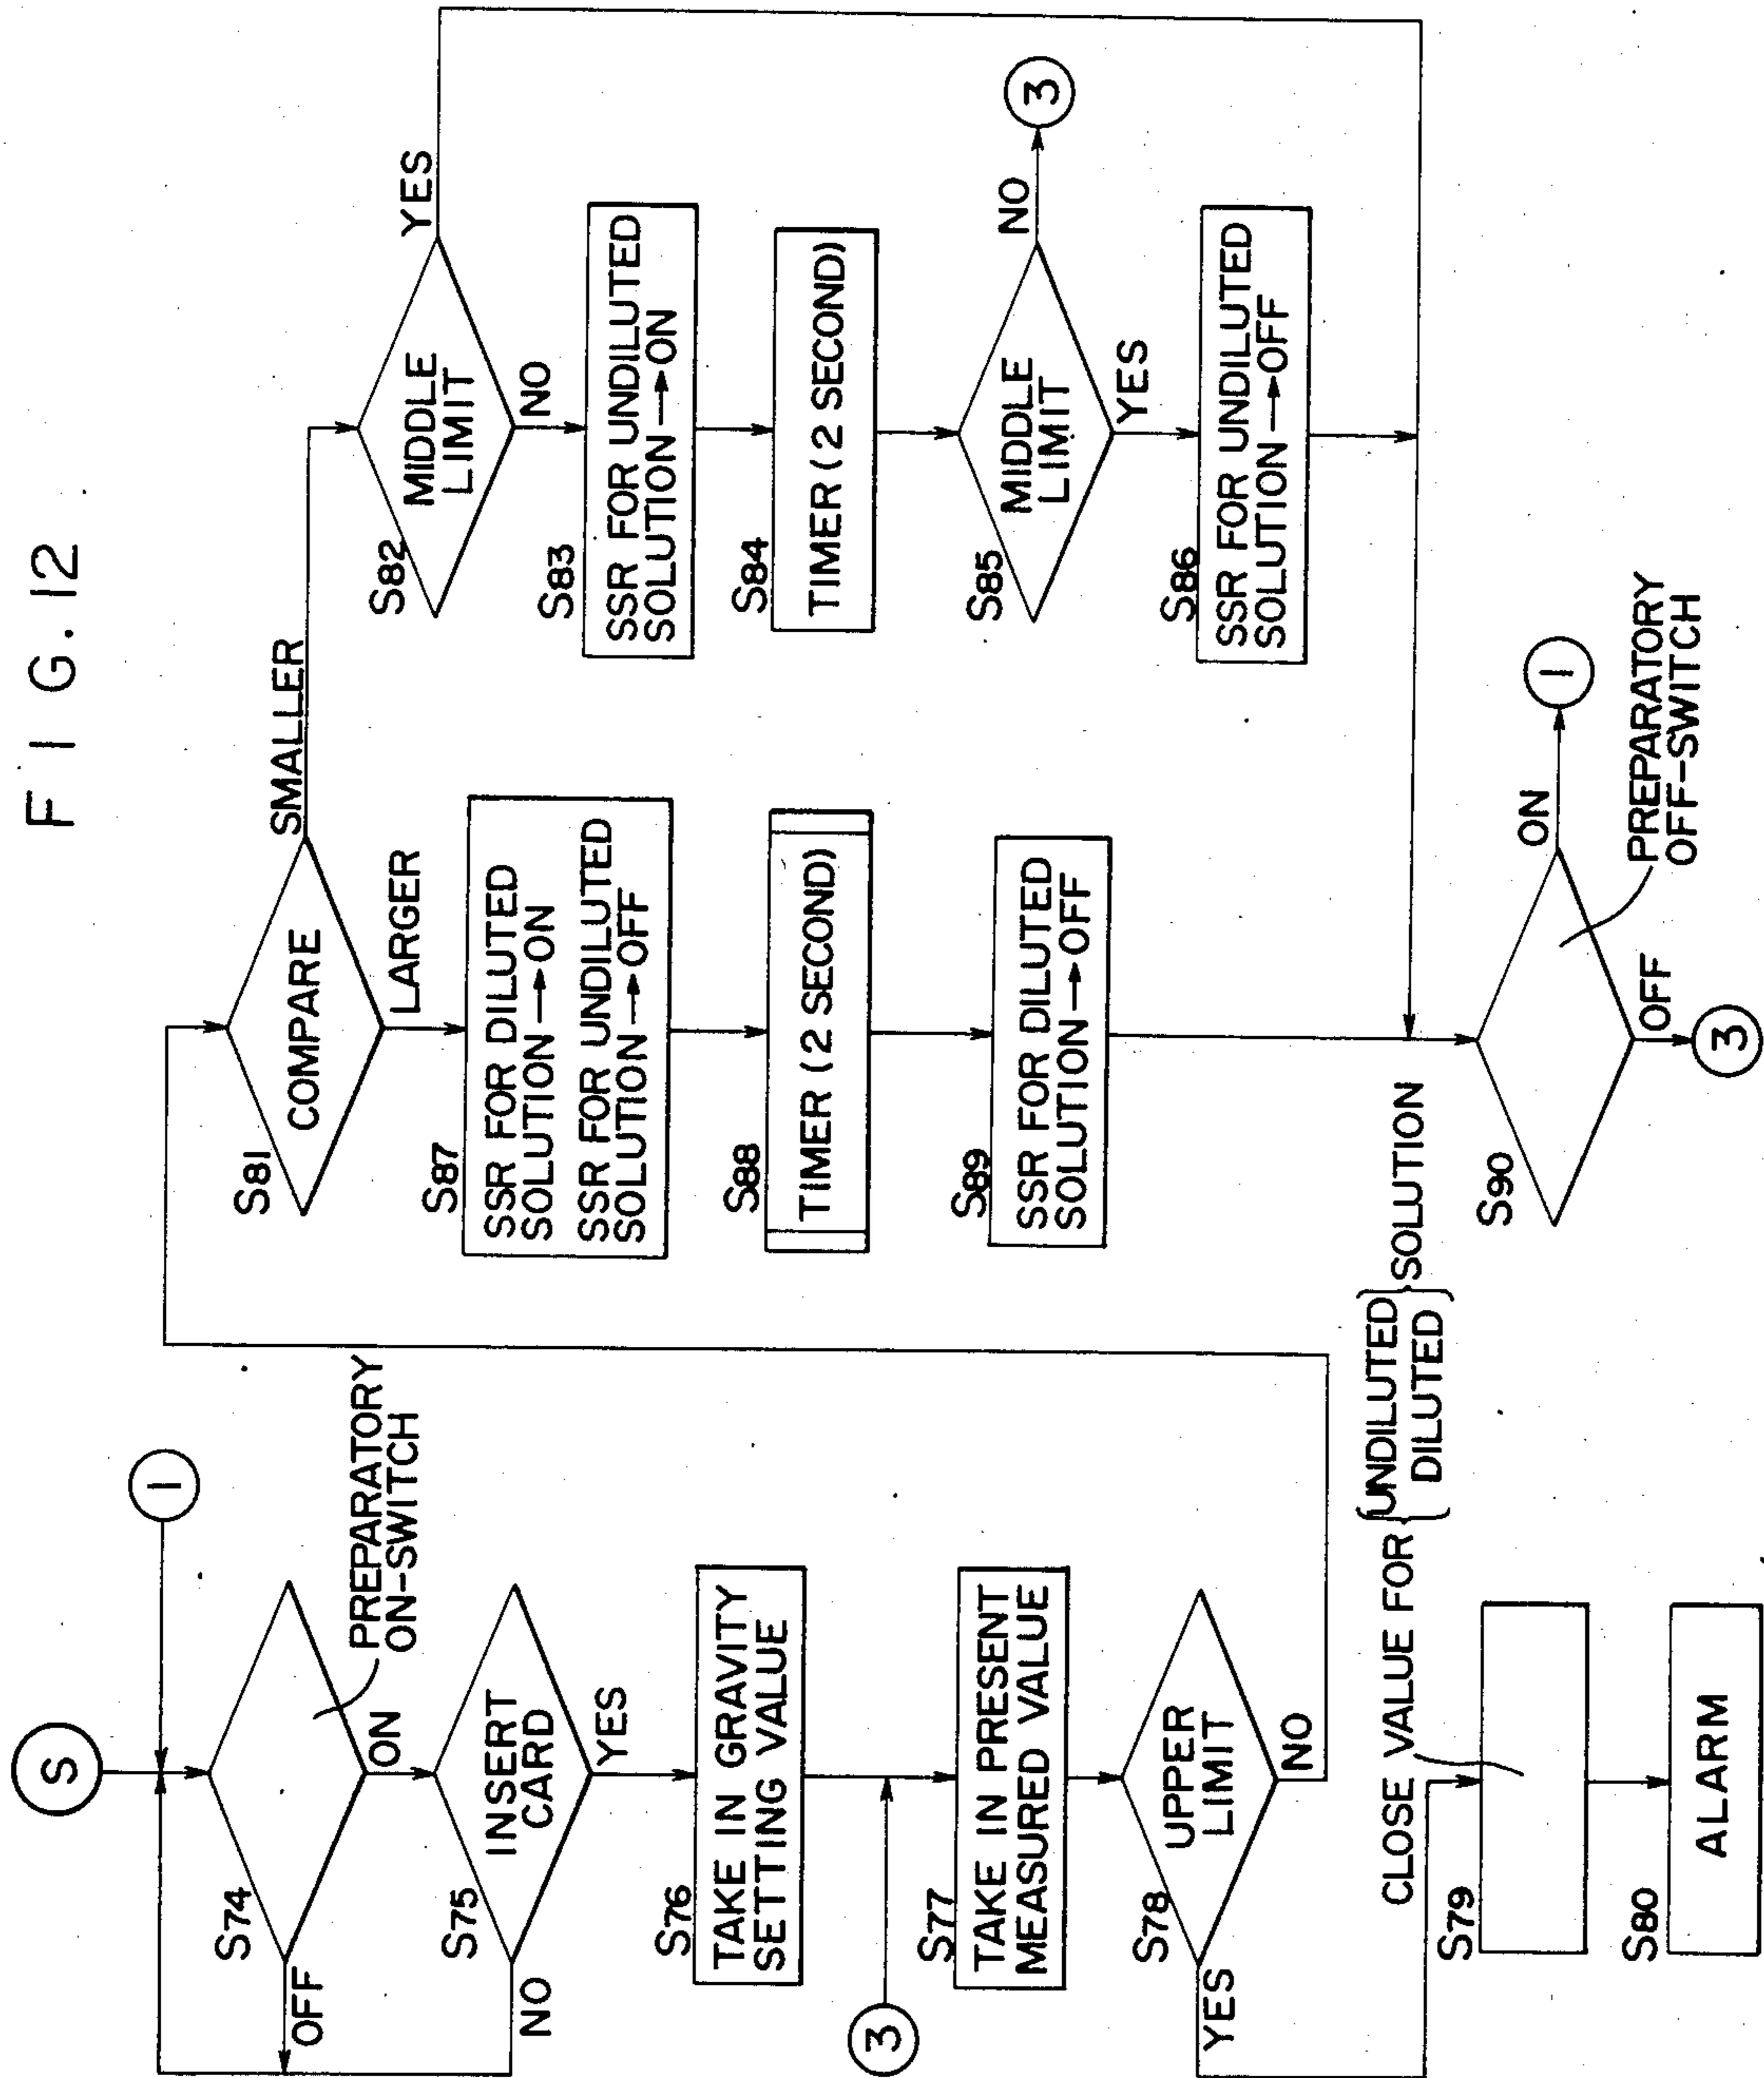 FIG.12
S
1
S74
OFF
ON
PREPARATORY
ON-SWITCH
S75
INSERT
CARD
NO
YES
S76
TAKE IN GRAVITY
SETTING VALUE
3
S77
TAKE IN PRESENT
MEASURED VALUE
S78
UPPER
LIMIT
YES
NO
CLOSE VALUE FOR
UNDILUTED
DILUTED
SOLUTION
S79
S80
ALARM
S81
COMPARE
SMALLER
LARGER
S87
SSR FOR DILUTED
SOLUTION→ON
SSR FOR UNDILUTED
SOLUTION→OFF
S88
TIMER (2 SECOND)
S89
SSR FOR DILUTED
SOLUTION→OFF
S90
ON
1
PREPARATORY
OFF-SWITCH
OFF
3
S82
MIDDLE
LIMIT
YES
NO
S83
SSR FOR UNDILUTED
SOLUTION→ON
S84
TIMER (2 SECOND)
S85
MIDDLE
LIMIT
NO
3
YES
S86
SSR FOR UNDILUTED
SOLUTION→OFF